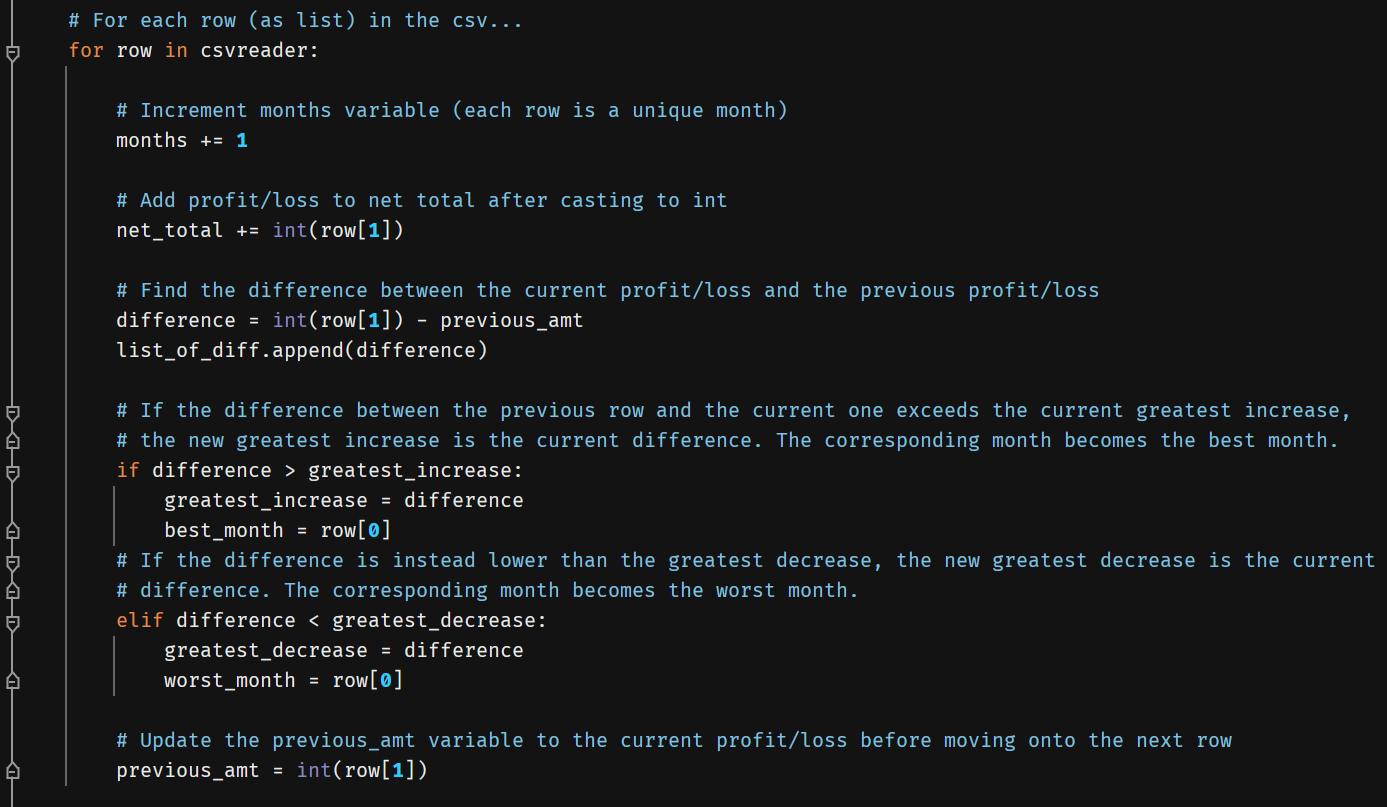 # For each row (as list) in the csv...
for row in csvreader:
# Increment months variable (each row is a unique month)
months += 1
# Add profit/loss to net total after casting to int
net_total += int(row[1])
# Find the difference between the current profit/loss and the previous profit/loss
difference = int(row[1]) - previous_amt
list_of_diff.append(difference)
# If the difference between the previous row and the current one exceeds the current greatest increase,
# the new greatest increase is the current difference. The corresponding month becomes the best month.
if difference > greatest_increase:
greatest_increase = difference
best_month = row[0]
# If the difference is instead lower than the greatest decrease, the new greatest decrease is the current
# difference. The corresponding month becomes the worst month.
elif difference < greatest_decrease:
greatest_decrease = difference
worst_month = row[0]
# Update the previous_amt variable to the current profit/loss before moving onto the next row
previous_amt = int(row[1])